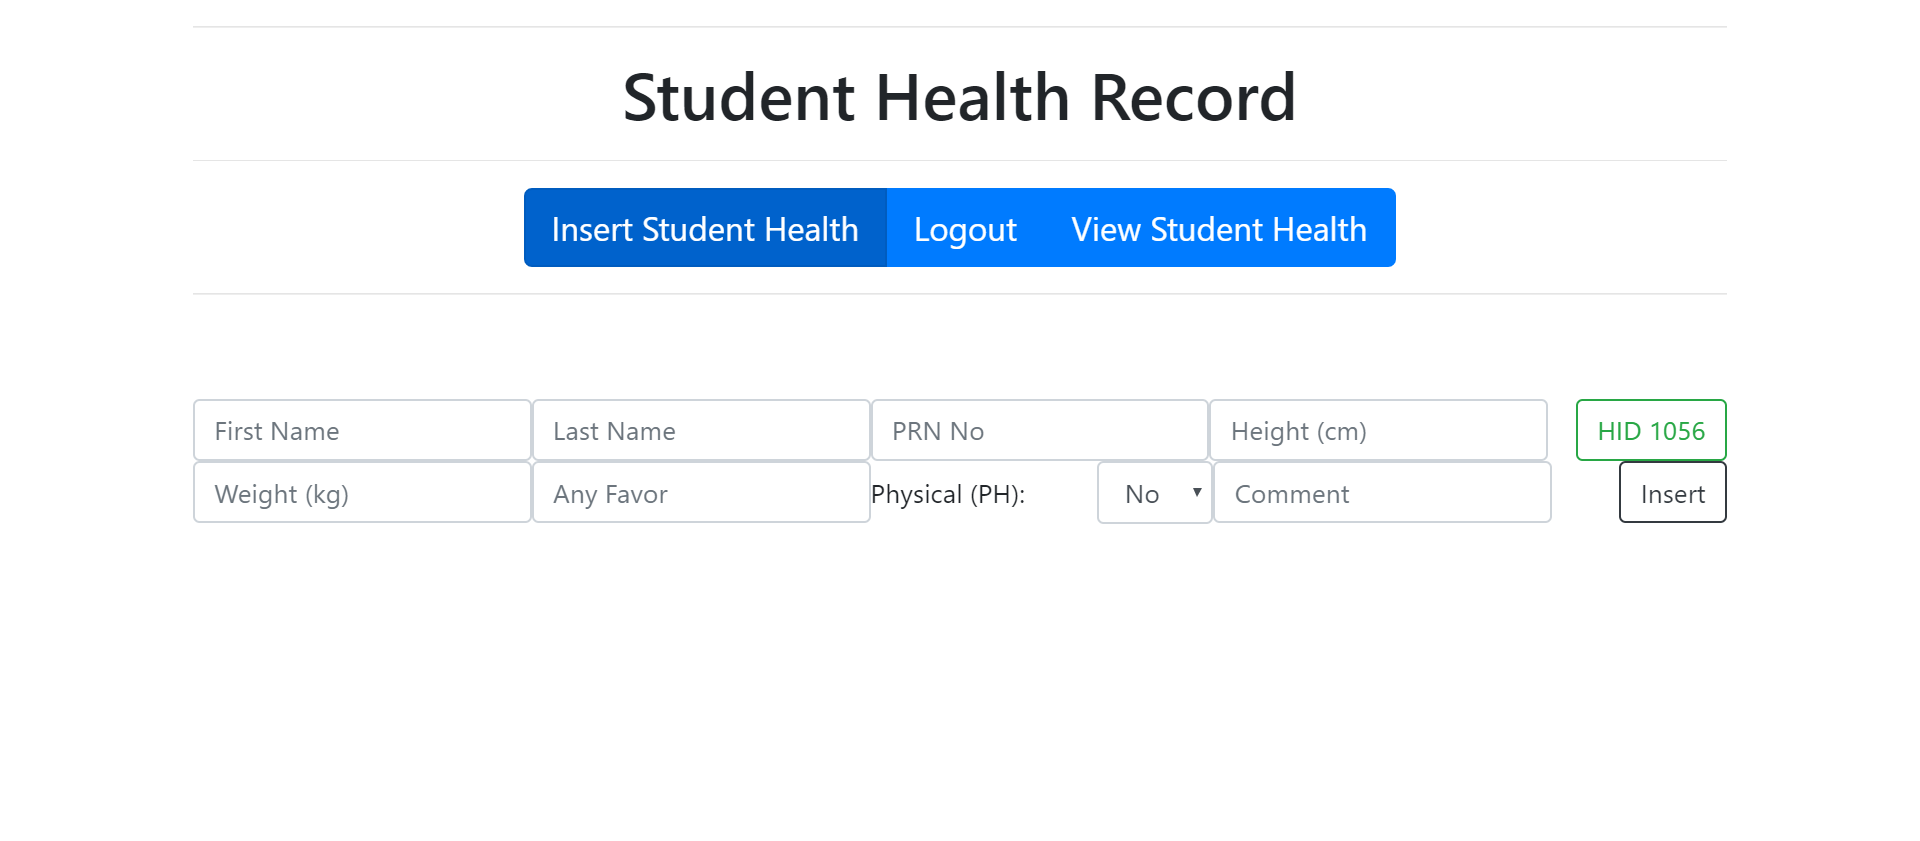 Student Health Record
Insert Student Health Logout View Student Health
First Name Last Name PRN No Height (cm) HID 1056
Weight (kg) Any Favor Physical (PH): No Comment Insert